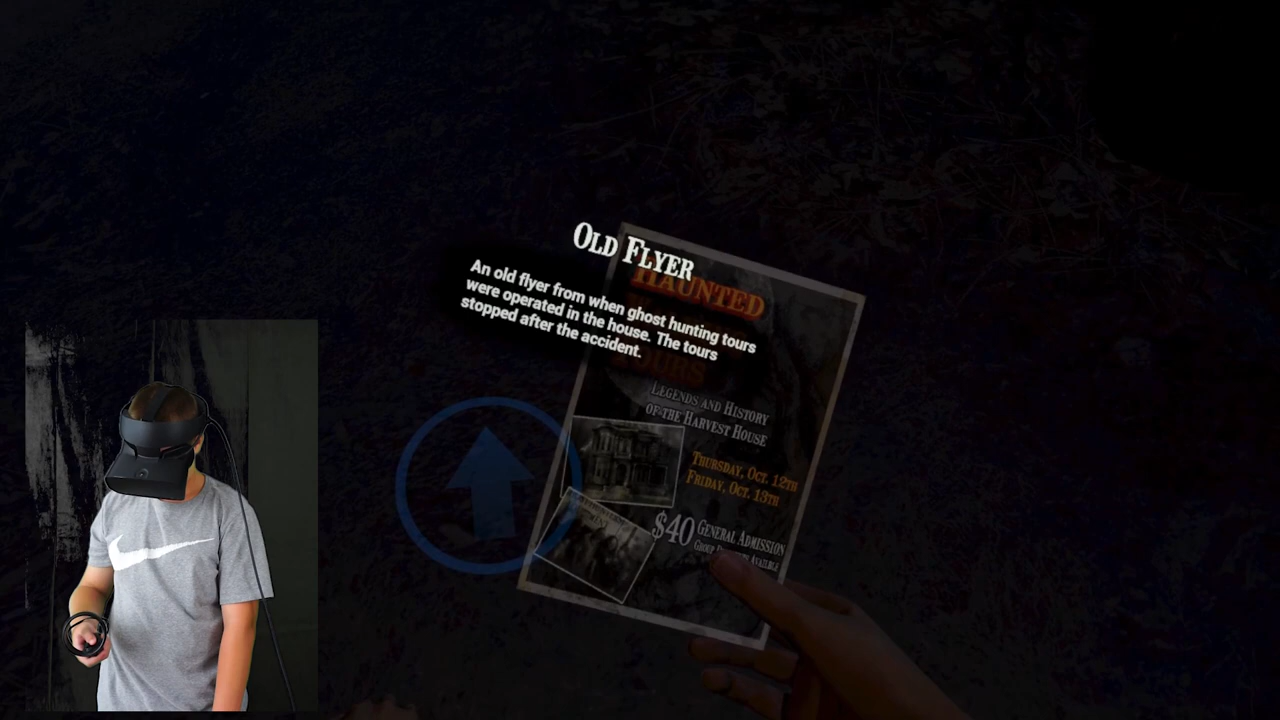 OLD FLYER
An old flyer from when ghost hunting tours
were operated in the house. The tours
stopped after the accident.
HAUNTED
TOURS
LEGENDS AND HISTORY
OF THE HARVEST HOUSE
THURSDAY, OCT. 12TH
FRIDAY, OCT. 13TH
$40 GENERAL ADMISSION